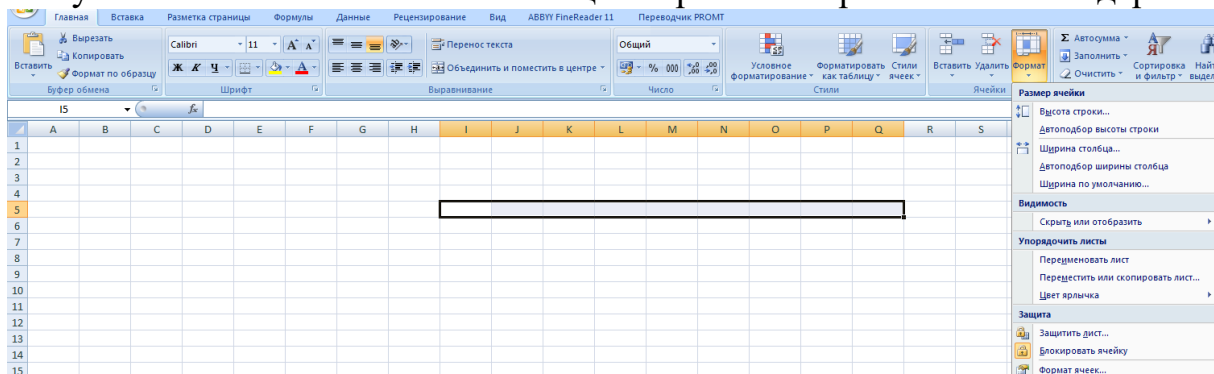 Главная Вставка Разметка страницы Формулы Данные Рецензирование Вид ABBYY FineReader 11 Переводчик PROMT
Вставить
Вырезать
Копировать
Формат по образцу
Буфер обмена
Calibri 11
Ж К Ч
Шрифт
Перенос текста
Объединить и поместить в центре
Выравнивание
Общий
% 000
Число
Условное форматирование
Форматировать как таблицу
Стили ячеек
Стили
Вставить Удалить Формат
Ячейки
Σ Автосумма
Заполнить
Очистить
Сортировка и фильтр
I5 fx
A B C D E F G H I J K L M N O P Q R S
1
2
3
4
5
6
7
8
9
10
11
12
13
14
15
Размер ячейки
Высота строки...
Автоподбор высоты строки
Ширина столбца...
Автоподбор ширины столбца
Ширина по умолчанию...
Видимость
Скрыть или отобразить
Упорядочить листы
Переименовать лист
Переместить или скопировать лист...
Цвет ярлычка
Защита
Защитить лист...
Блокировать ячейку
Формат ячеек...